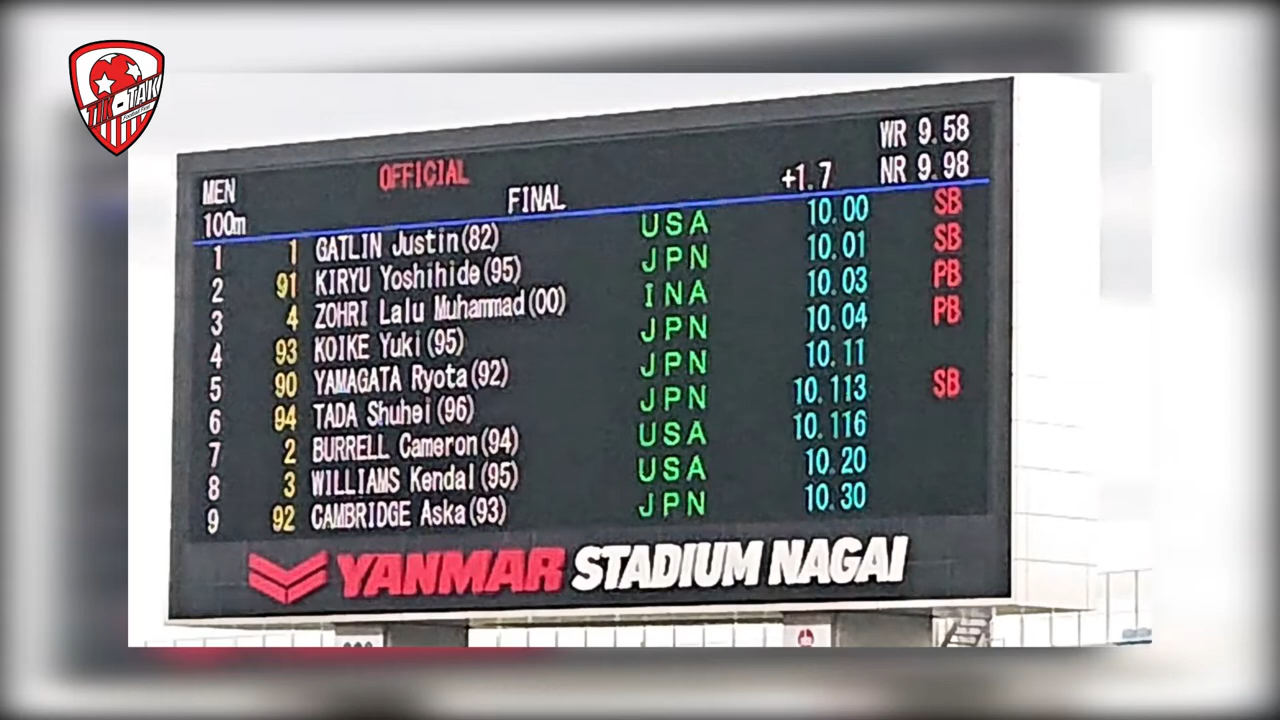 TIK TAK
WR 9.58
MEN OFFICIAL +1.7 NR 9.98
100m FINAL
1 1 GATLIN Justin(82) USA 10.00 SB
2 91 KIRYU Yoshihide(95) JPN 10.01 SB
3 4 ZOHRI Lalu Muhammad(00) INA 10.03 PB
4 93 KOIKE Yuki(95) JPN 10.04 PB
5 90 YAMAGATA Ryota(92) JPN 10.11
6 94 TADA Shuhei(96) JPN 10.113 SB
7 2 BURRELL Cameron(94) USA 10.116
8 3 WILLIAMS Kendal(95) USA 10.20
9 92 CAMBRIDGE Aska(93) JPN 10.30
YANMAR STADIUM NAGAI